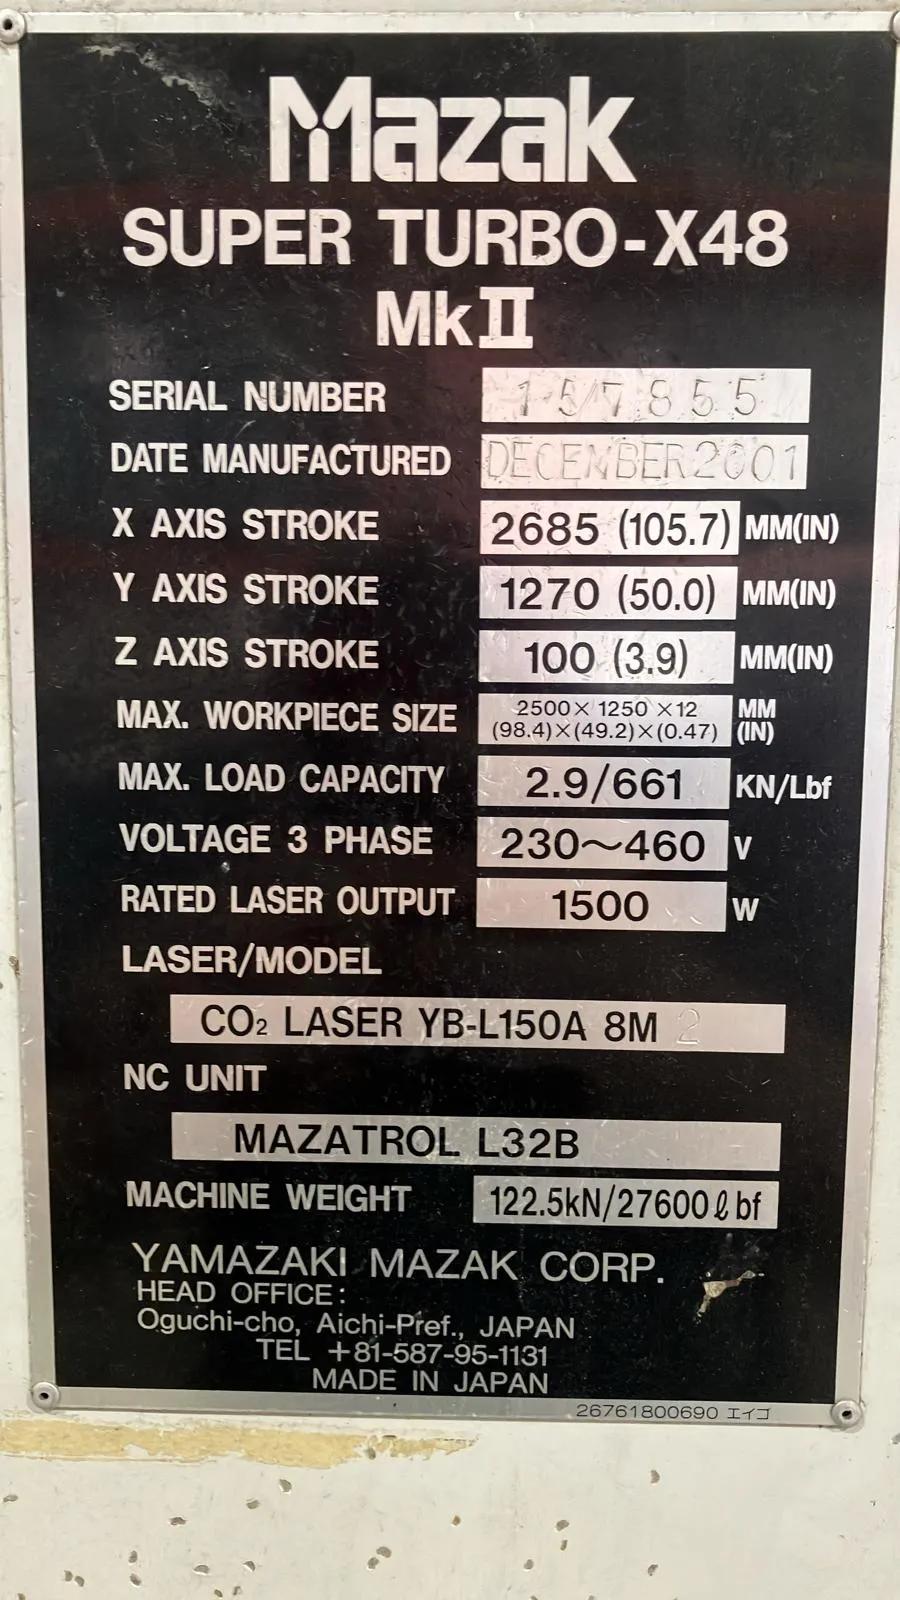 Mazak
SUPER TURBO-X48
MkⅡ
SERIAL NUMBER 157855
DATE MANUFACTURED DECEMBER2001
X AXIS STROKE 2685 (105.7) MM(IN)
Y AXIS STROKE 1270 (50.0) MM(IN)
Z AXIS STROKE 100 (3.9) MM(IN)
MAX. WORKPIECE SIZE 2500×1250×12 MM
(98.4)×(49.2)×(0.47) (IN)
MAX. LOAD CAPACITY 2.9/661 KN/Lbf
VOLTAGE 3 PHASE 230～460 V
RATED LASER OUTPUT 1500 W
LASER/MODEL
CO₂ LASER YB-L150A 8M 2
NC UNIT
MAZATROL L32B
MACHINE WEIGHT 122.5kN/27600ℓbf
YAMAZAKI MAZAK CORP.
HEAD OFFICE:
Oguchi-cho, Aichi-Pref., JAPAN
TEL +81-587-95-1131
MADE IN JAPAN
26761800690 エイゴ